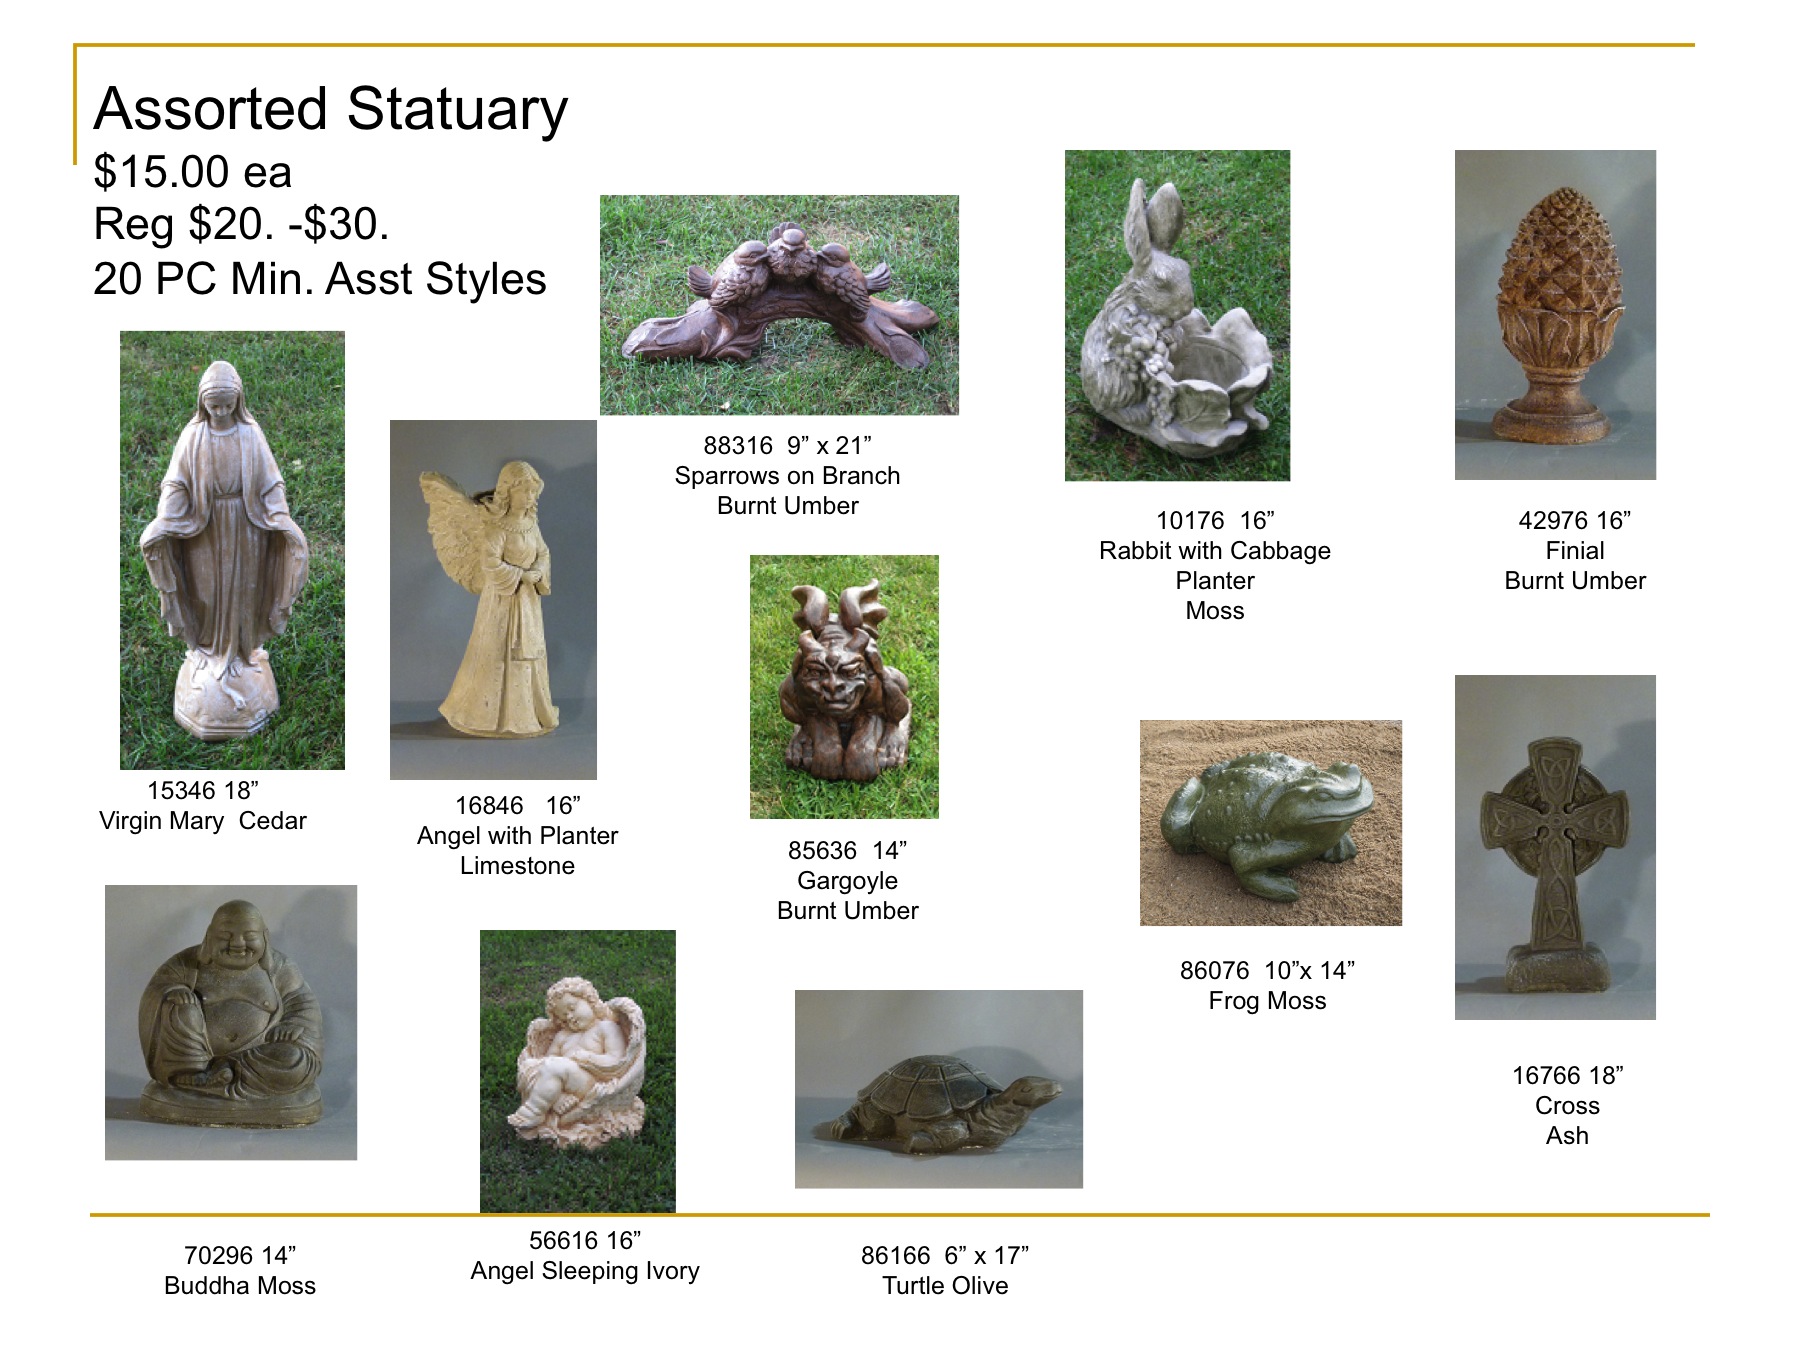 Assorted Statuary
$15.00 ea
Reg $20. -$30.
20 PC Min. Asst Styles
88316  9” x 21”
Sparrows on Branch
Burnt Umber
10176  16”
Rabbit with Cabbage
Planter
Moss
42976 16”
Finial
Burnt Umber
15346 18”
Virgin Mary  Cedar
16846   16”
Angel with Planter
Limestone
85636  14”
Gargoyle
Burnt Umber
86076  10”x 14”
Frog Moss
16766 18”
Cross
Ash
70296 14”
Buddha Moss
56616 16”
Angel Sleeping Ivory
86166  6” x 17”
Turtle Olive